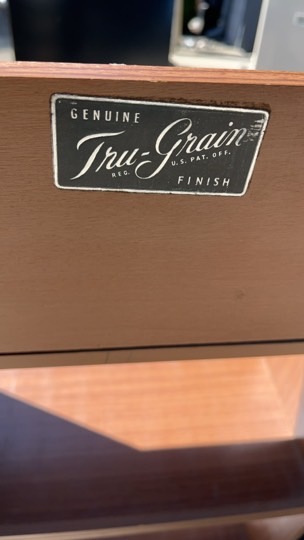 GENUINE
Tru-Grain
REG. U.S. PAT. OFF.
FINISH